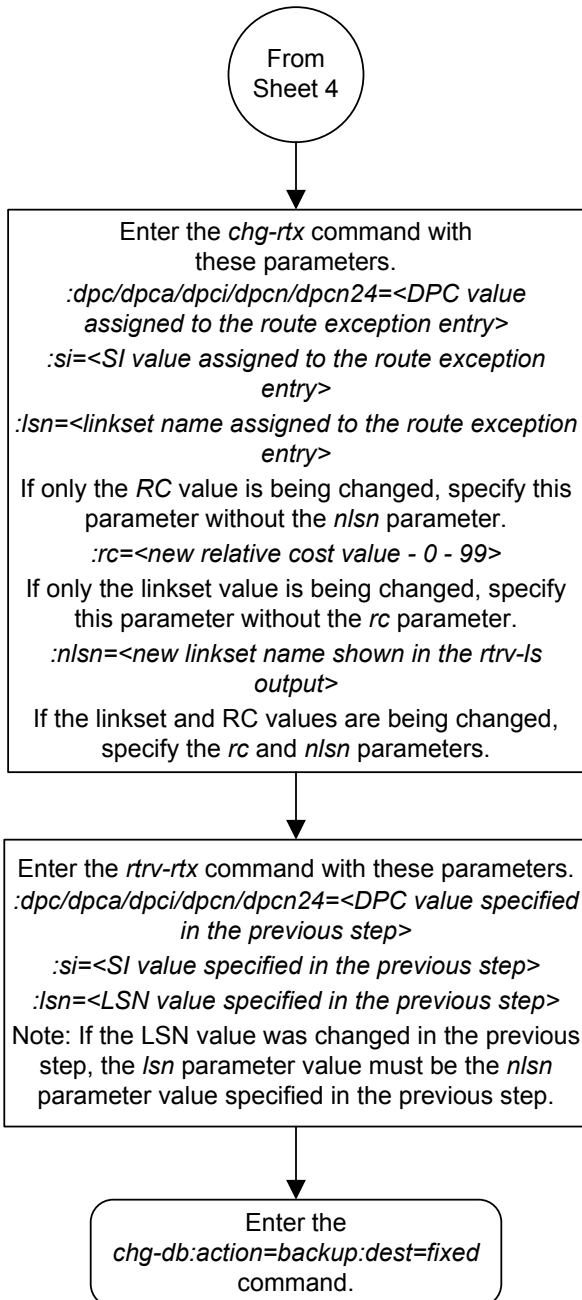 From
Sheet 4
Enter the chg-rtx command with
these parameters.
:dpc/dpca/dpci/dpcn/dpcn24=<DPC value
assigned to the route exception entry>
:si=<SI value assigned to the route exception
entry>
:lsn=<linkset name assigned to the route exception
entry>
If only the RC value is being changed, specify this
parameter without the nlsn parameter.
:rc=<new relative cost value - 0 - 99>
If only the linkset value is being changed, specify
this parameter without the rc parameter.
:nlsn=<new linkset name shown in the rtrv-ls
output>
If the linkset and RC values are being changed,
specify the rc and nlsn parameters.
Enter the rtrv-rtx command with these parameters.
:dpc/dpca/dpci/dpcn/dpcn24=<DPC value specified
in the previous step>
:si=<SI value specified in the previous step>
:lsn=<LSN value specified in the previous step>
Note: If the LSN value was changed in the previous
step, the lsn parameter value must be the nlsn
parameter value specified in the previous step.
Enter the
chg-db:action=backup:dest=fixed
command.